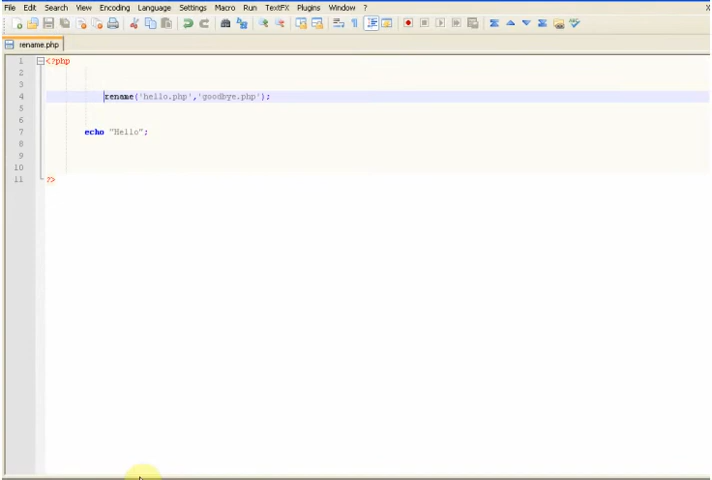 File Edit Search View Encoding Language Settings Macro Run TextFX Plugins Window ? X
rename.php
1 <?php
2
3
4 rename('hello.php','goodbye.php');
5
6
7 echo "Hello";
8
9
10
11 ?>